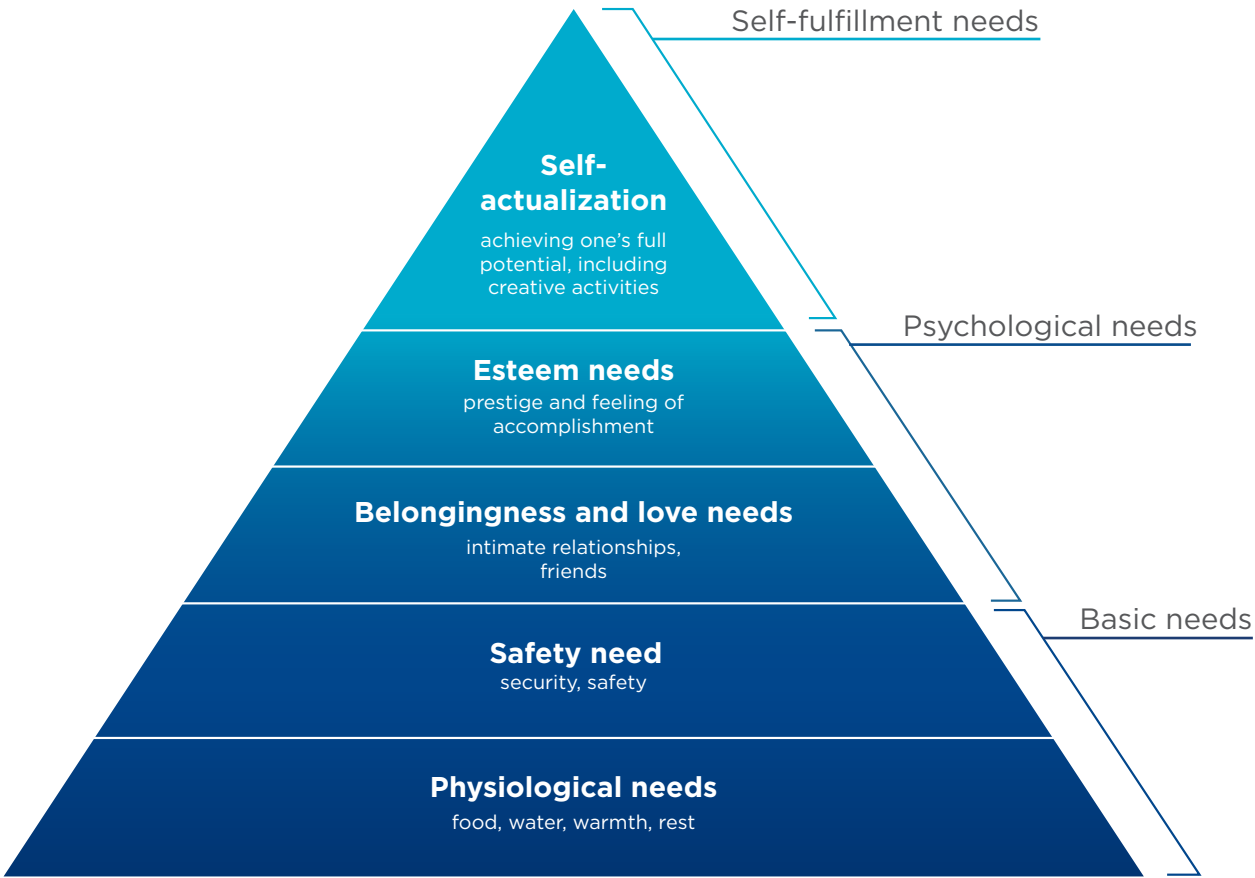 Self-fulfillment needs
Self-
actualization
achieving one’s full
potential, including
creative activities
Psychological needs
Esteem needs
prestige and feeling of
accomplishment
Belongingness and love needs
intimate relationships,
friends
Basic needs
Safety need
security, safety
Physiological needs
food, water, warmth, rest